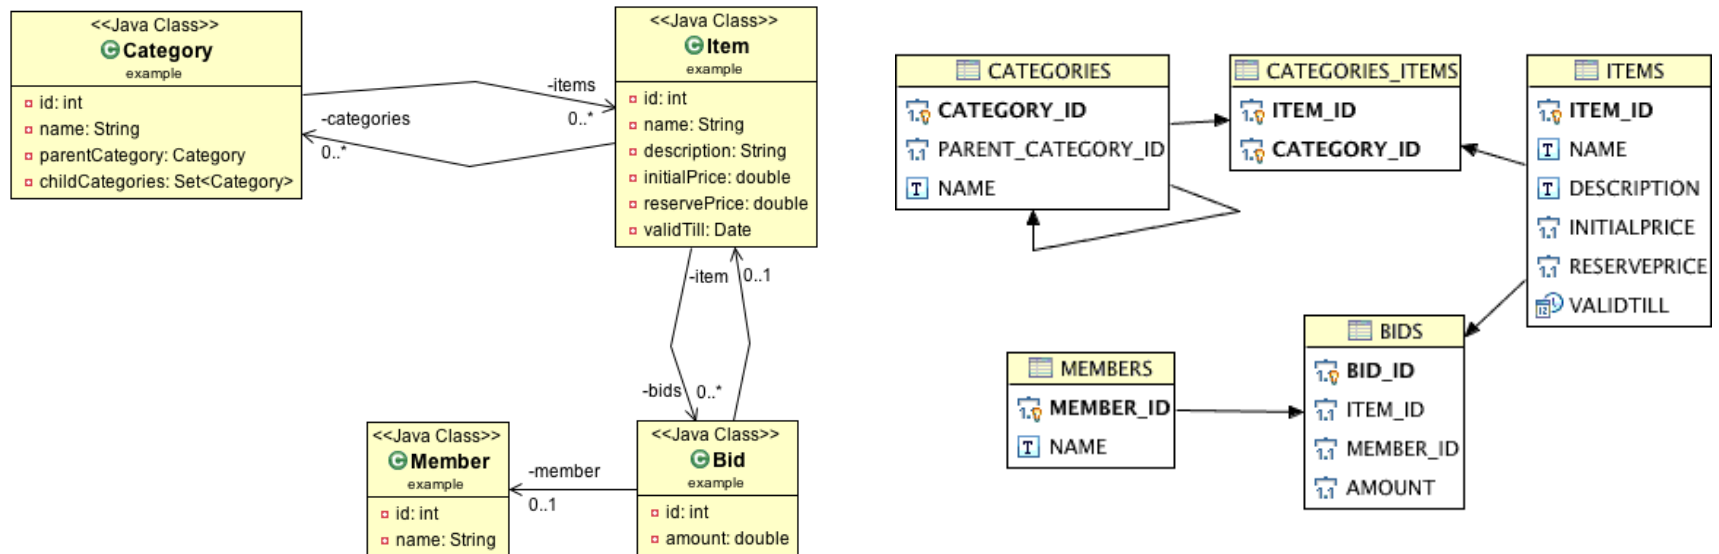 <<Java Class>>
Category
example
id: int
name: String
parentCategory: Category
childCategories: Set<Category>
-items
0..*
-categories
0..*
<<Java Class>>
Item
example
id: int
name: String
description: String
initialPrice: double
reservePrice: double
validTill: Date
-item
0..1
-bids
0..*
<<Java Class>>
Member
example
id: int
name: String
-member
0..1
<<Java Class>>
Bid
example
id: int
amount: double
CATEGORIES
CATEGORY_ID
PARENT_CATEGORY_ID
NAME
CATEGORIES_ITEMS
ITEM_ID
CATEGORY_ID
ITEMS
ITEM_ID
NAME
DESCRIPTION
INITIALPRICE
RESERVEPRICE
VALIDTILL
MEMBERS
MEMBER_ID
NAME
BIDS
BID_ID
ITEM_ID
MEMBER_ID
AMOUNT